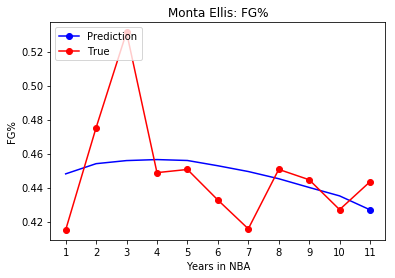 Monta Ellis: FG%
Prediction
True
0.52
0.50
0.48
0.46
0.44
0.42
FG%
1 2 3 4 5 6 7 8 9 10 11
Years in NBA